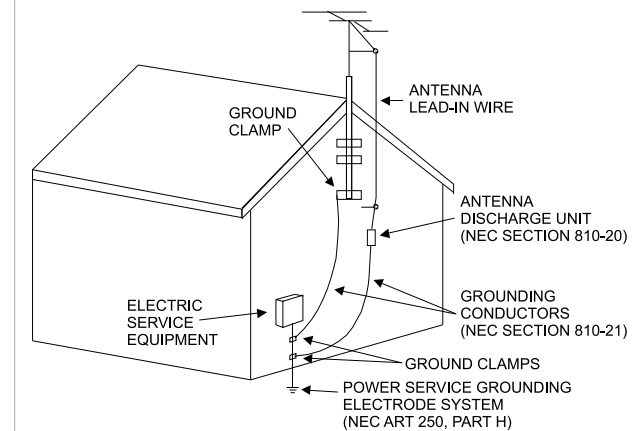 ANTENNA
LEAD-IN WIRE
GROUND
CLAMP
ANTENNA
DISCHARGE UNIT
(NEC SECTION 810-20)
ELECTRIC
SERVICE
EQUIPMENT
GROUNDING
CONDUCTORS
(NEC SECTION 810-21)
GROUND CLAMPS
POWER SERVICE GROUNDING
ELECTRODE SYSTEM
(NEC ART 250, PART H)